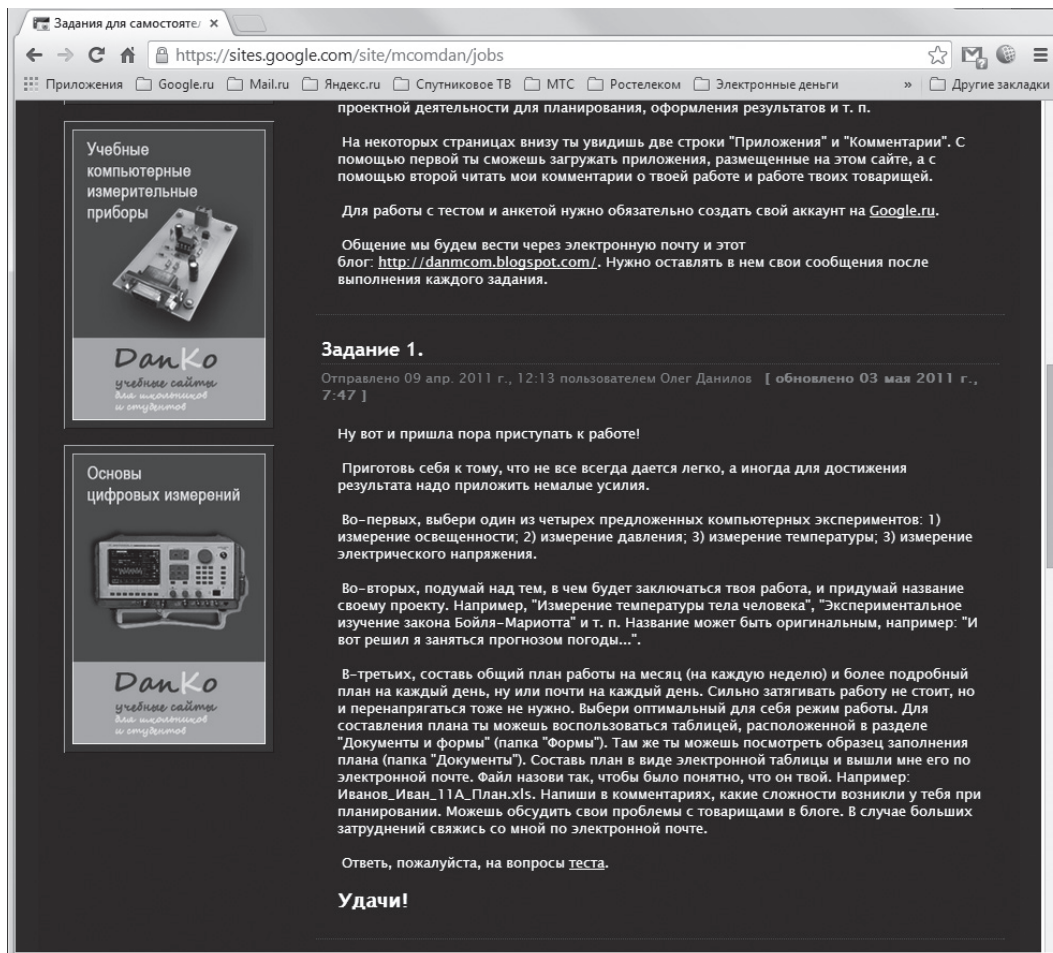 Задания для самостояте
https://sites.google.com/site/mcomdan/jobs
Приложения Google.ru Mail.ru Яндекс.ru Спутниковое ТВ МТС Ростелеком Электронные деньги » Другие закладки
Учебные
компьютерные
измерительные
приборы
DanKo
учебные сайты
для школьников
и студентов
Основы
цифровых измерений
DanKo
учебные сайты
для школьников
и студентов
проектной деятельности для планирования, оформления результатов и т. п.
На некоторых страницах внизу ты увидишь две строки "Приложения" и "Комментарии". С
помощью первой ты сможешь загружать приложения, размещенные на этом сайте, а с
помощью второй читать мои комментарии о твоей работе и работе твоих товарищей.
Для работы с тестом и анкетой нужно обязательно создать свой аккаунт на Google.ru.
Общение мы будем вести через электронную почту и этот
блог: http://danmcom.blogspot.com/. Нужно оставлять в нем свои сообщения после
выполнения каждого задания.
Задание 1.
Отправлено 09 апр. 2011 г., 12:13 пользователем Олег Данилов [ обновлено 03 мая 2011 г.,
7:47 ]
Ну вот и пришла пора приступать к работе!
Приготовь себя к тому, что не все всегда дается легко, а иногда для достижения
результата надо приложить немалые усилия.
Во-первых, выбери один из четырех предложенных компьютерных экспериментов: 1)
измерение освещенности; 2) измерение давления; 3) измерение температуры; 3) измерение
электрического напряжения.
Во-вторых, подумай над тем, в чем будет заключаться твоя работа, и придумай название
своему проекту. Например, "Измерение температуры тела человека", "Экспериментальное
изучение закона Бойля-Мариотта" и т. п. Название может быть оригинальным, например: "И
вот решил я заняться прогнозом погоды...".
В-третьих, составь общий план работы на месяц (на каждую неделю) и более подробный
план на каждый день, ну или почти на каждый день. Сильно затягивать работу не стоит, но
и перенапрягаться тоже не нужно. Выбери оптимальный для себя режим работы. Для
составления плана ты можешь воспользоваться таблицей, расположенной в разделе
"Документы и формы" (папка "Формы"). Там же ты можешь посмотреть образец заполнения
плана (папка "Документы"). Составь план в виде электронной таблицы и вышли мне его по
электронной почте. Файл назови так, чтобы было понятно, что он твой. Например:
Иванов_Иван_11А_План.xls. Напиши в комментариях, какие сложности возникли у тебя при
планировании. Можешь обсудить свои проблемы с товарищами в блоге. В случае больших
затруднений свяжись со мной по электронной почте.
Ответь, пожалуйста, на вопросы теста.
Удачи!